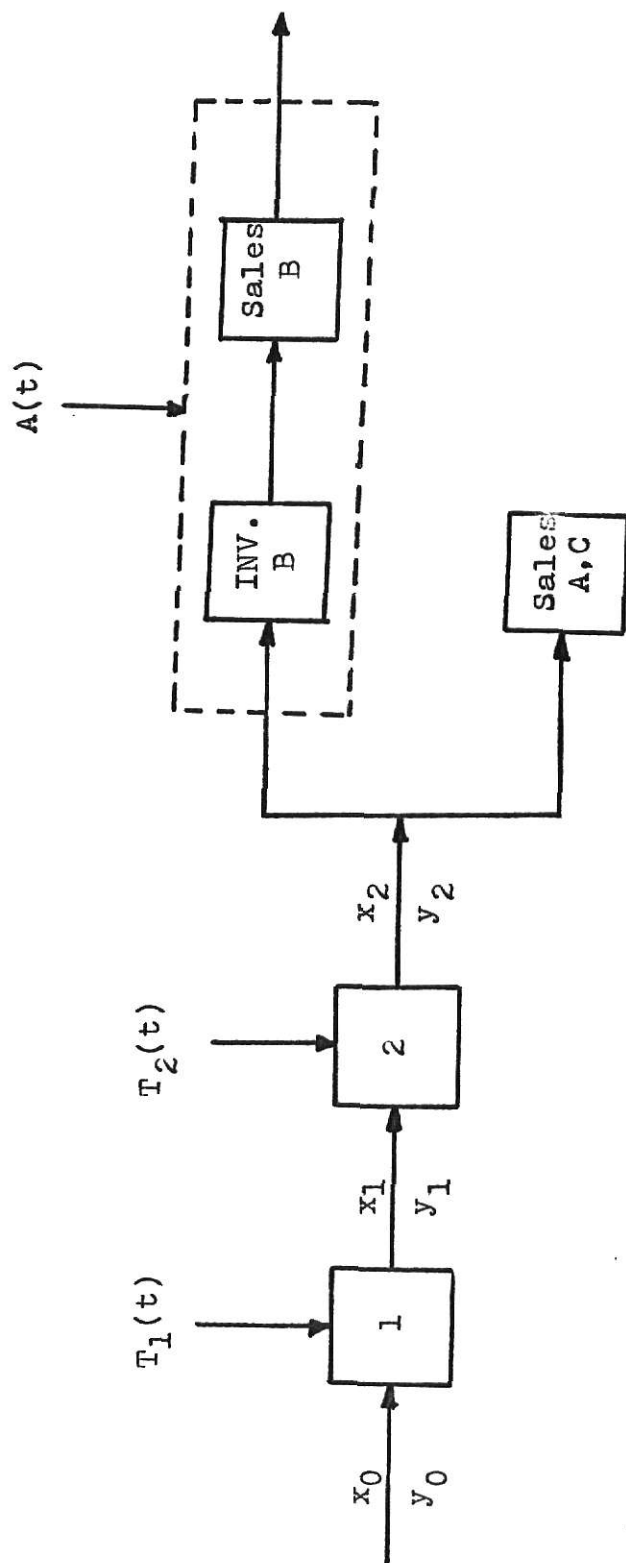 x0
y0
T1(t)
1
x1
y1
T2(t)
2
x2
y2
A(t)
INV.
B
Sales
B
Sales
A,C